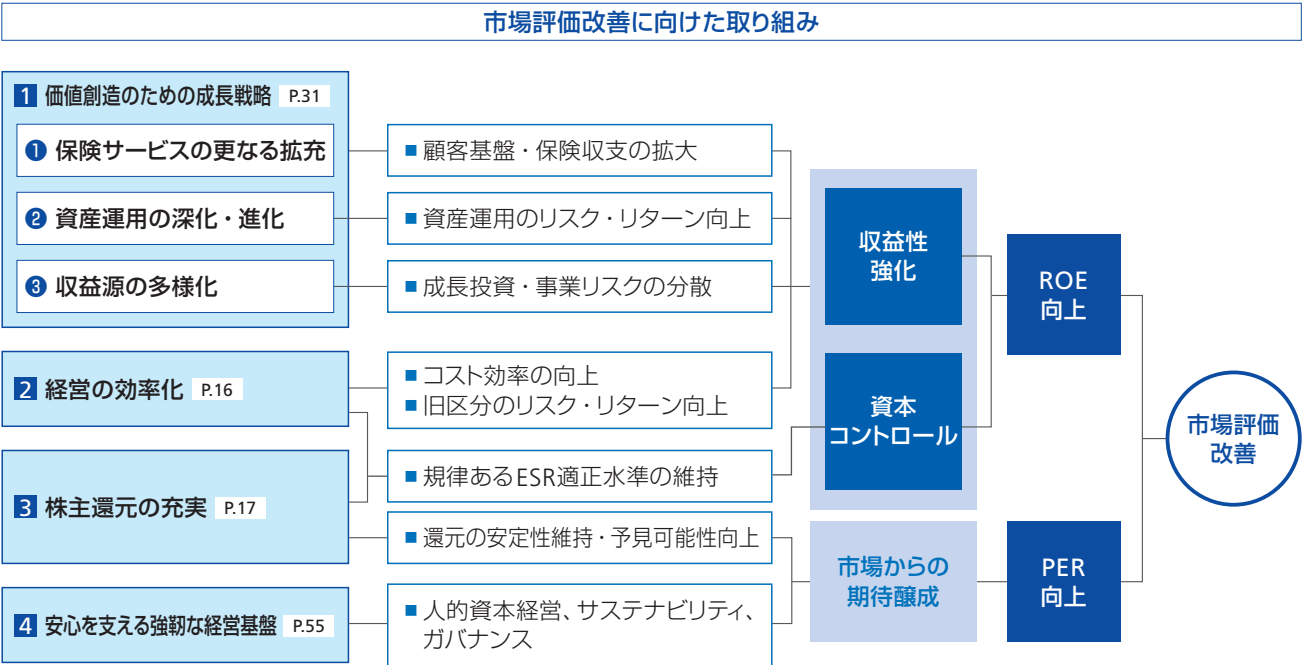 市場評価改善に向けた取り組み
1 価値創造のための成長戦略 P.31
❶ 保険サービスの更なる拡充
■ 顧客基盤・保険収支の拡大
❷ 資産運用の深化・進化
■ 資産運用のリスク・リターン向上
❸ 収益源の多様化
■ 成長投資・事業リスクの分散
2 経営の効率化 P.16
■ コスト効率の向上
■ 旧区分のリスク・リターン向上
3 株主還元の充実 P.17
■ 規律あるESR適正水準の維持
■ 還元の安定性維持・予見可能性向上
4 安心を支える強靭な経営基盤 P.55
■ 人的資本経営、サステナビリティ、
ガバナンス
収益性
強化
資本
コントロール
市場からの
期待醸成
ROE
向上
PER
向上
市場評価
改善